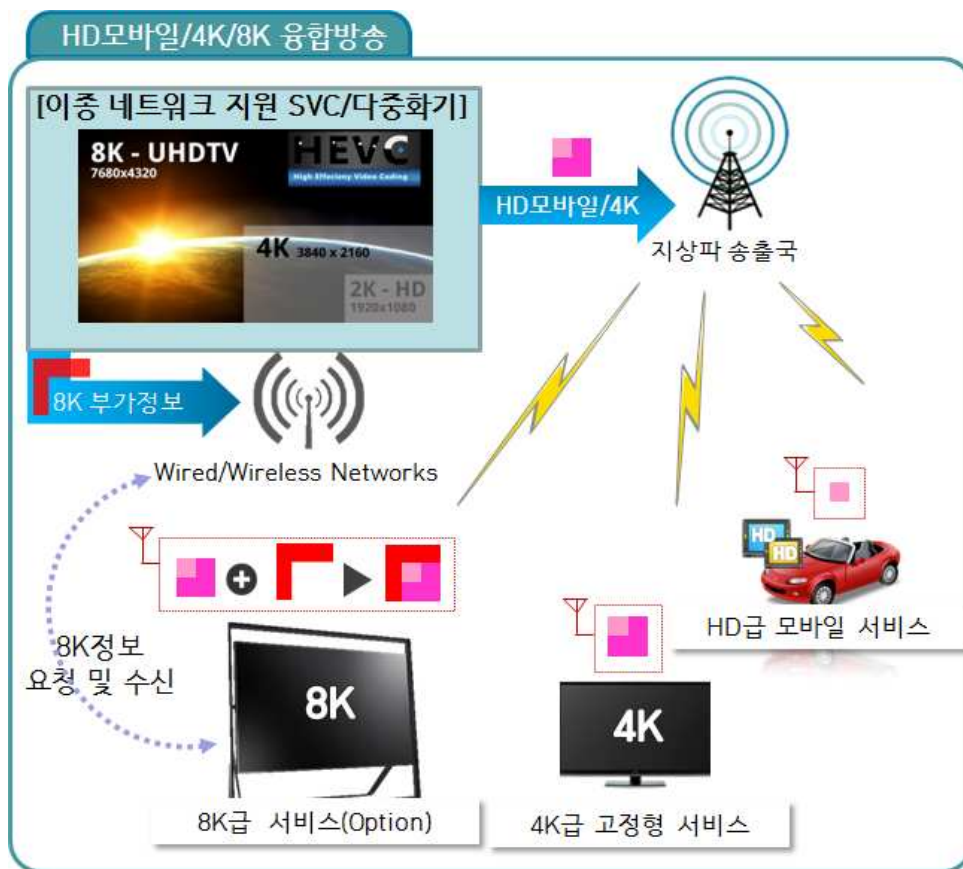 HD모바일/4K/8K 융합방송
[이종 네트워크 지원 SVC/다중화기]
8K - UHDTV
7680x4320
HEVC
High Effeciony Video Coding
4K 3840 x 2160
2K - HD
1920x1080
HD모바일/4K
지상파 송출국
8K 부가정보
Wired/Wireless Networks
8K정보
요청 및 수신
HD
HD
HD급 모바일 서비스
8K
4K
8K급 서비스(Option)
4K급 고정형 서비스